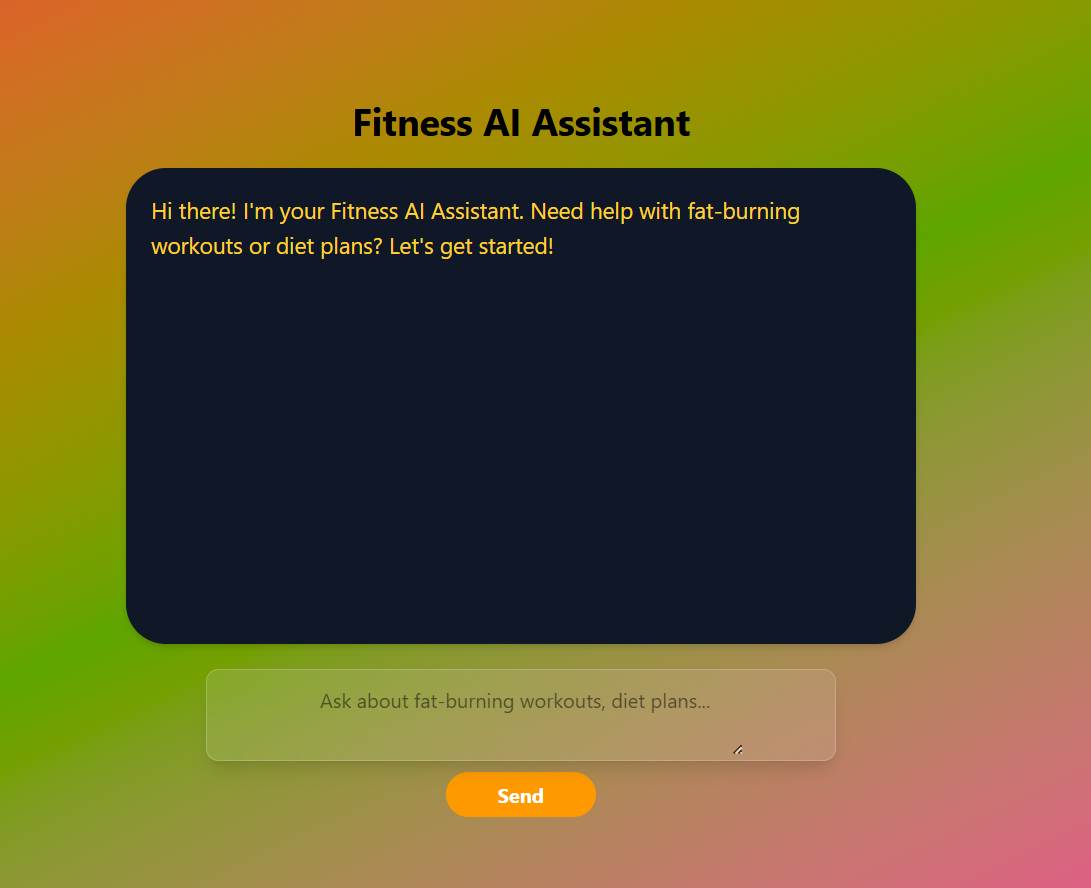 Fitness AI Assistant
Hi there! I'm your Fitness AI Assistant. Need help with fat-burning
workouts or diet plans? Let's get started!
Ask about fat-burning workouts, diet plans...
Send